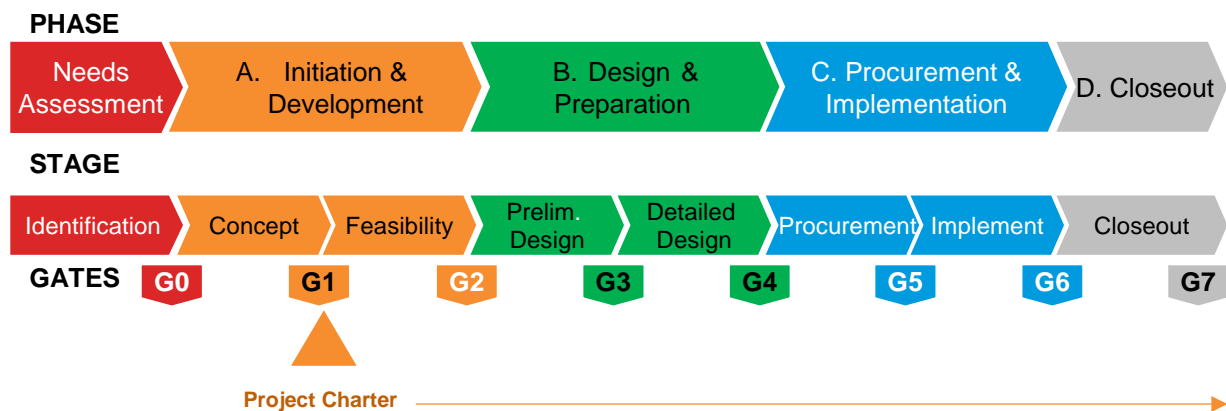 PHASE
Needs
Assessment
A. Initiation &
Development
B. Design &
Preparation
C. Procurement &
Implementation
D. Closeout
STAGE
Identification
Concept
Feasibility
Prelim.
Design
Detailed
Design
Procurement
Implement
Closeout
GATES
G0
G1
G2
G3
G4
G5
G6
G7
Project Charter